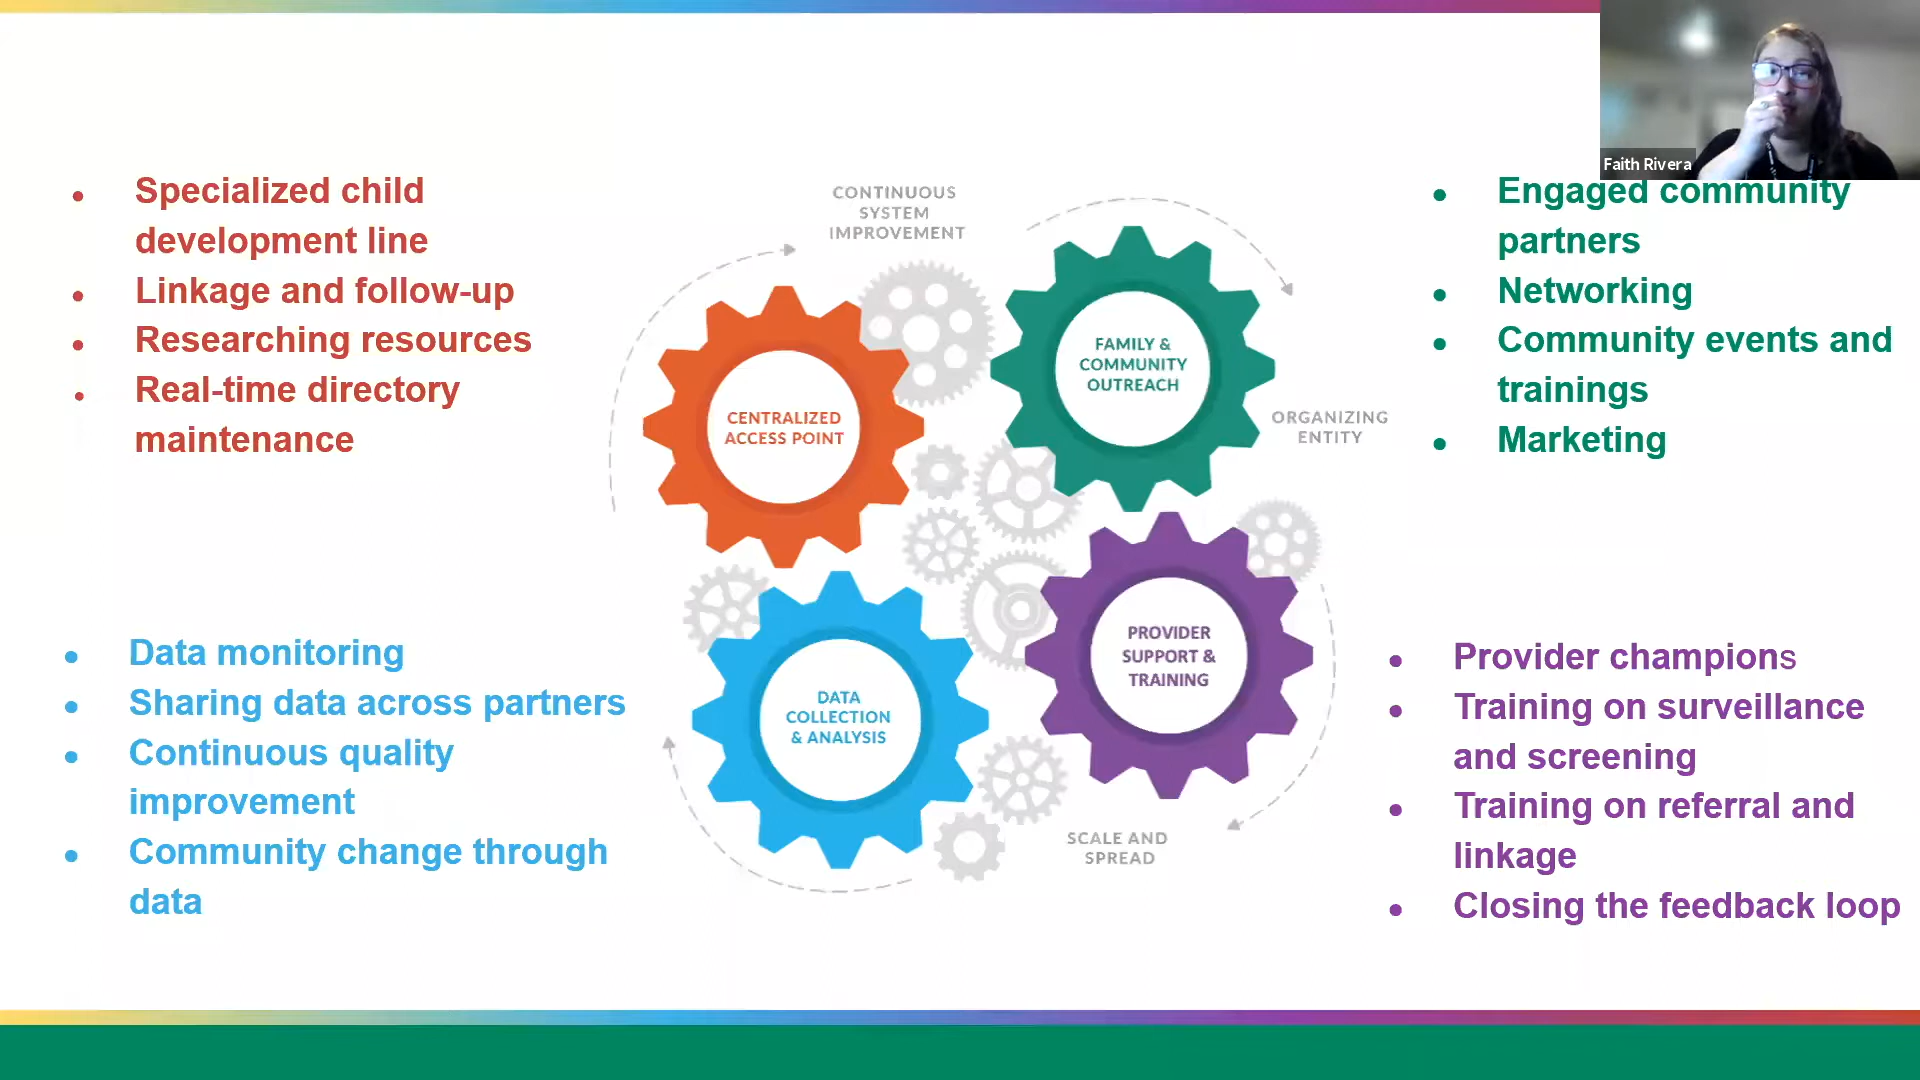 Faith Rivera
Specialized child
development line
Linkage and follow-up
Researching resources
Real-time directory
maintenance
CONTINUOUS
SYSTEM
IMPROVEMENT
Engaged community
partners
Networking
Community events and
trainings
Marketing
FAMILY &
COMMUNITY
OUTREACH
CENTRALIZED
ACCESS POINT
ORGANIZING
ENTITY
Data monitoring
Sharing data across partners
Continuous quality
improvement
Community change through
data
DATA
COLLECTION
& ANALYSIS
PROVIDER
SUPPORT &
TRAINING
SCALE AND
SPREAD
Provider champions
Training on surveillance
and screening
Training on referral and
linkage
Closing the feedback loop